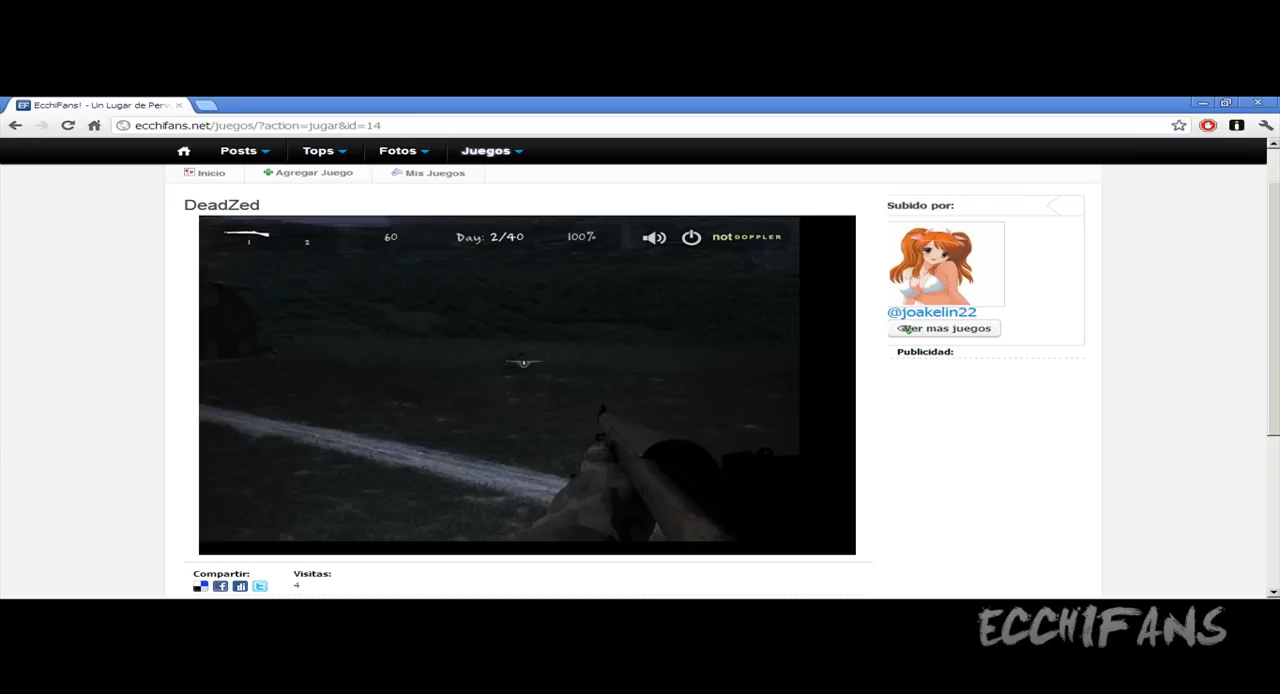 EcchiFans! - Un Lugar de Perv
ecchifans.net/juegos/?action=jugar&id=14
Posts Tops Fotos Juegos
Inicio Agregar Juego Mis Juegos
DeadZed
1 2 60 Day: 2/40 100% notDOPPLER
Subido por:
@joakelin22
Ver mas juegos
Publicidad:
Compartir: Visitas:
4
ECCHIFANS